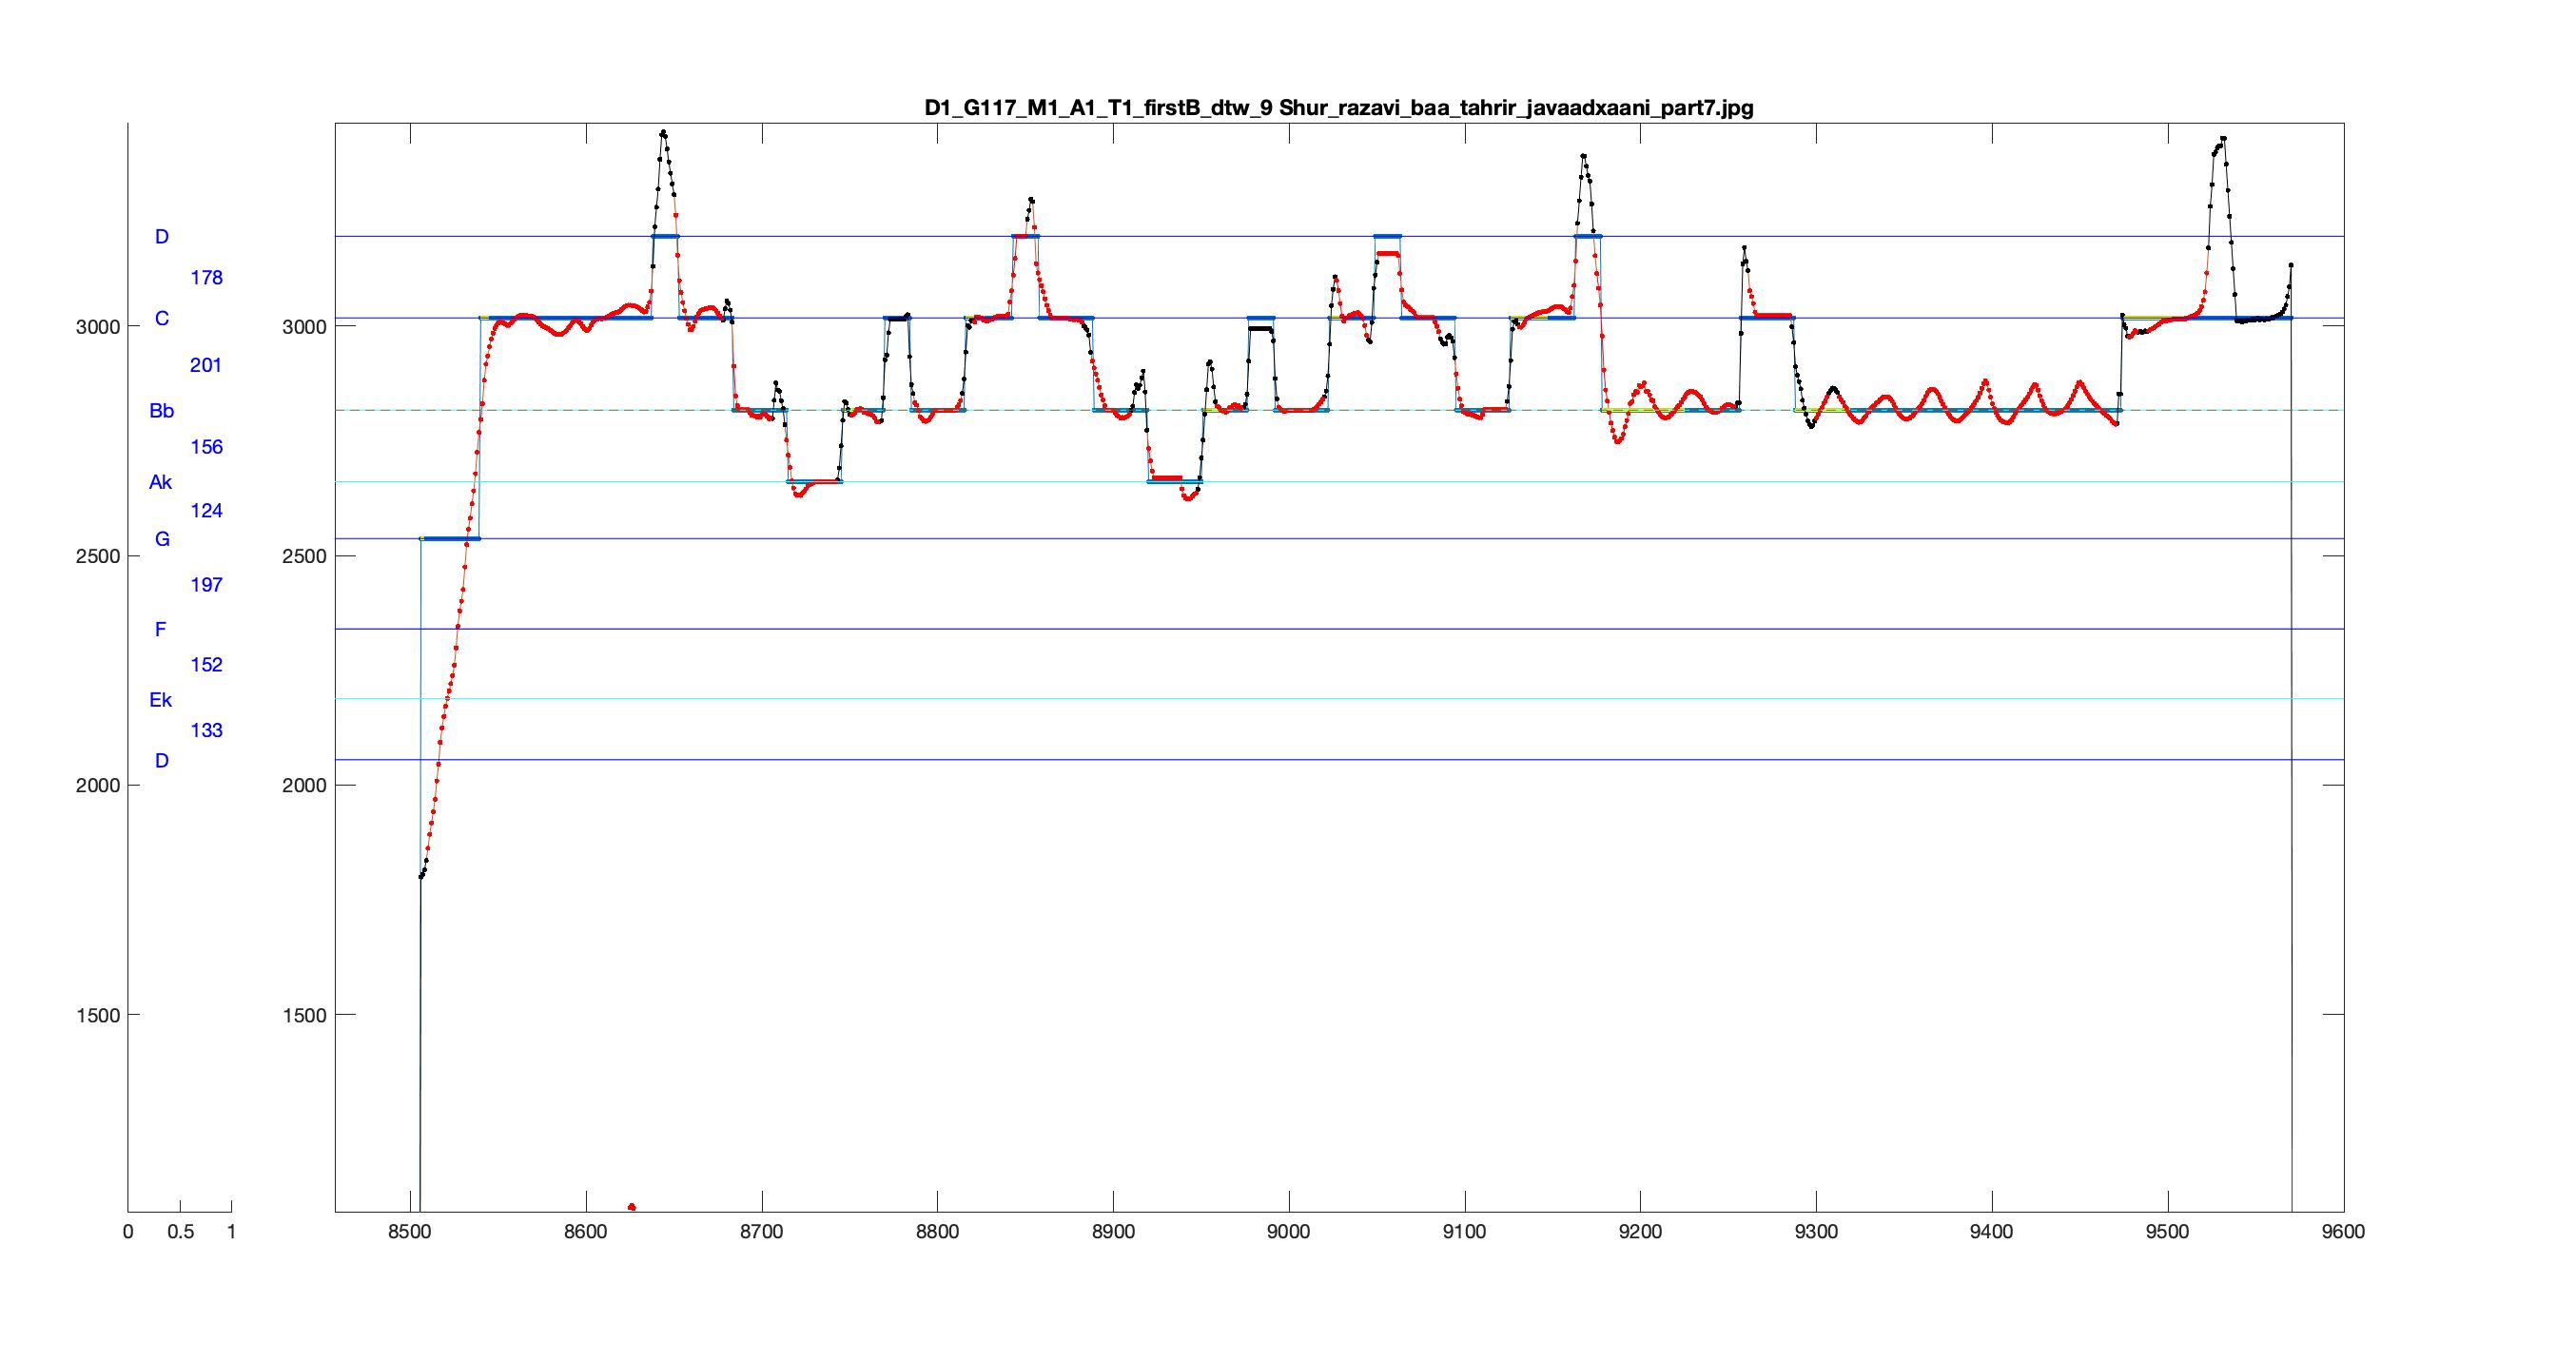 D1_G117_M1_A1_T1_firstB_dtw_9 Shur_razavi_baa_tahrir_javaadxaani_part7.jpg
D
178
C
3000 3000
201
Bb
156
Ak
124
G
2500 2500
197
F
152
Ek
133
D
2000 2000
1500 1500
0 0.5 1 8500 8600 8700 8800 8900 9000 9100 9200 9300 9400 9500 9600